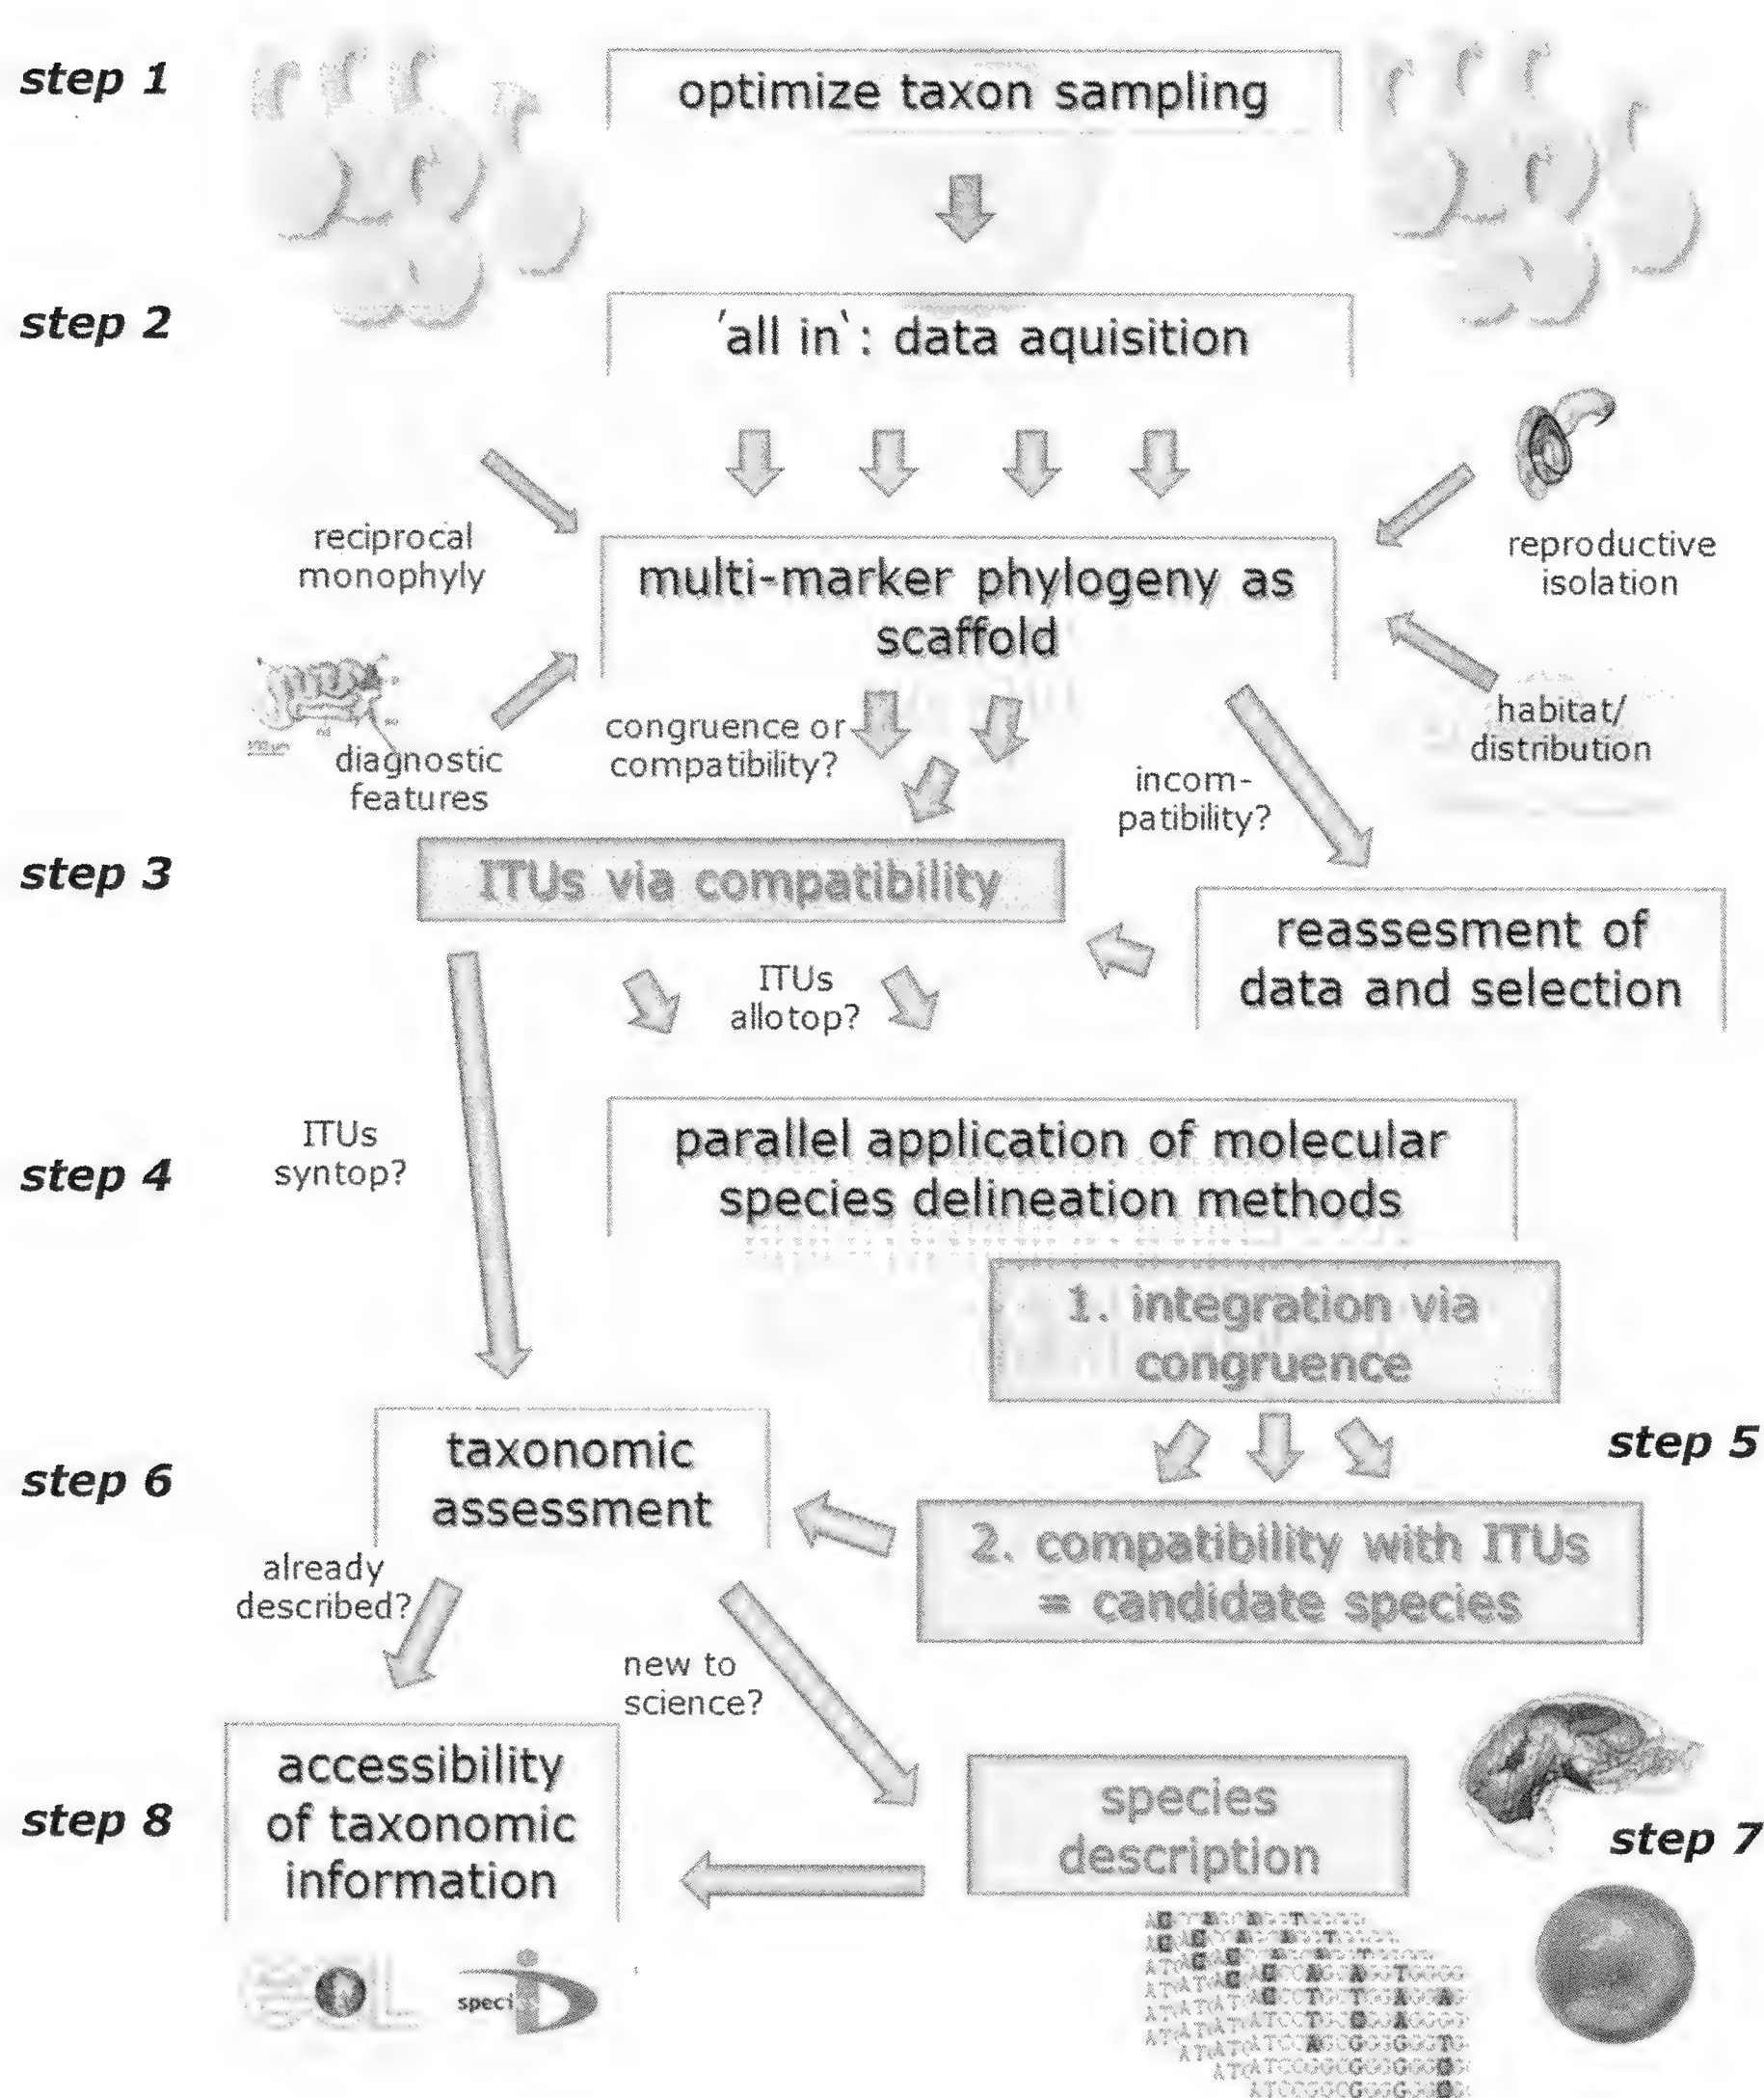 step 1
optimize taxon sampling
step 2
'all in': data aquisition
reciprocal
monophyly
reproductive
isolation
multi-marker phylogeny as
scaffold
diagnostic
features
congruence or
compatibility?
incom-
patibility?
habitat/
distribution
step 3
ITUs via compatibility
reassesment of
data and selection
ITUs
allotop?
ITUs
syntop?
step 4
parallel application of molecular
species delineation methods
1. integration via
congruence
step 5
step 6
taxonomic
assessment
2. compatibility with ITUs
= candidate species
already
described?
new to
science?
step 8
accessibility
of taxonomic
information
species
description
step 7